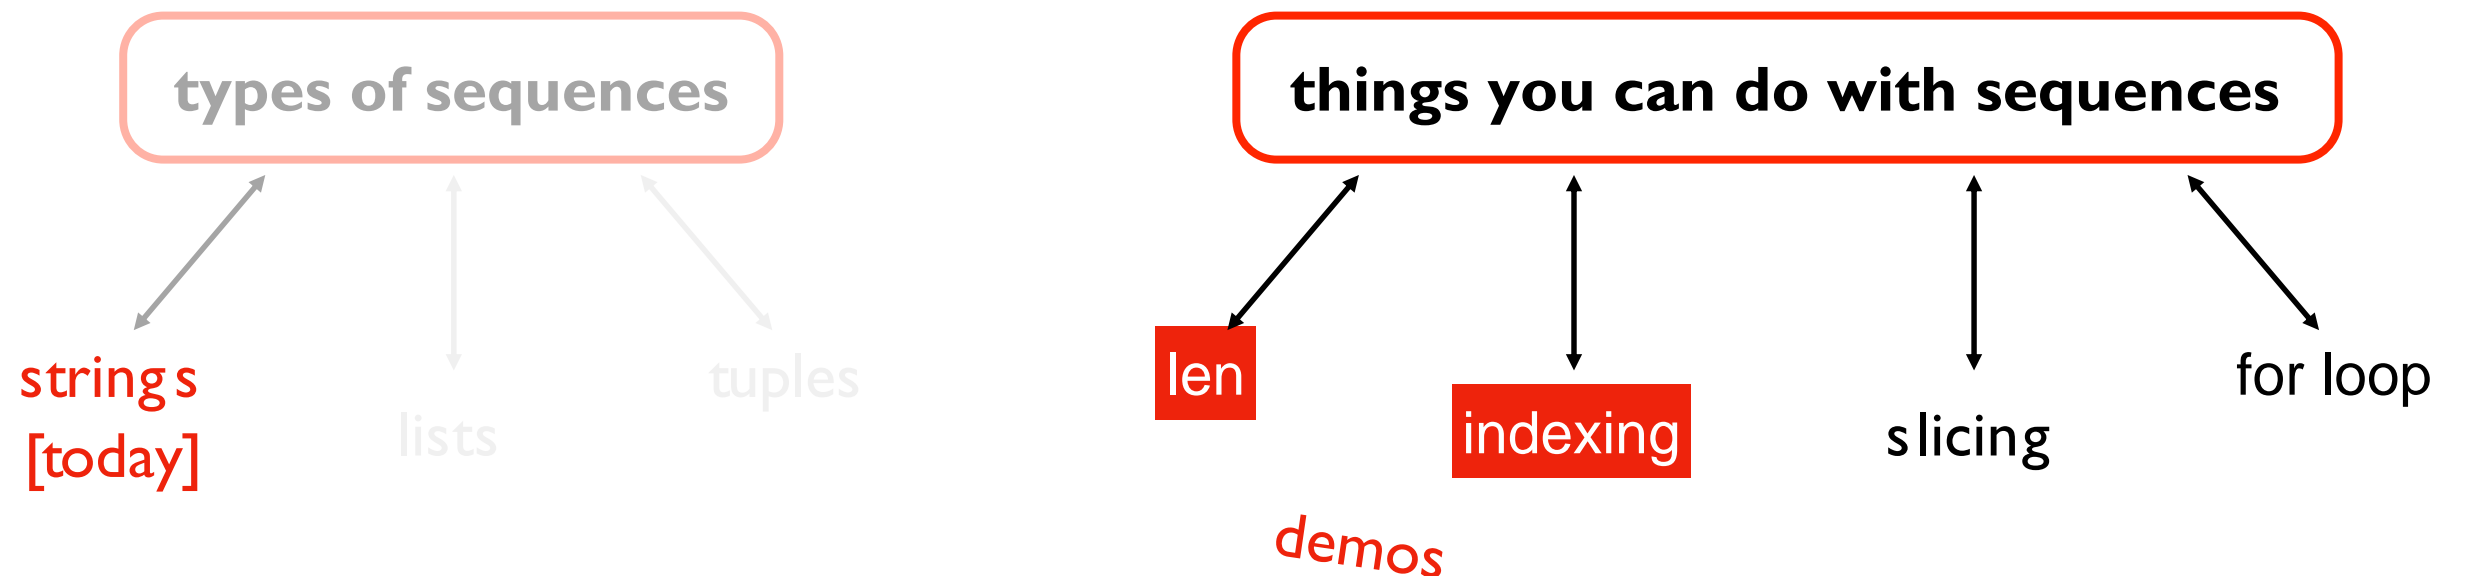 types of sequences
things you can do with sequences
strings
[today]
lists
tuples
len
indexing
slicing
for loop
demos